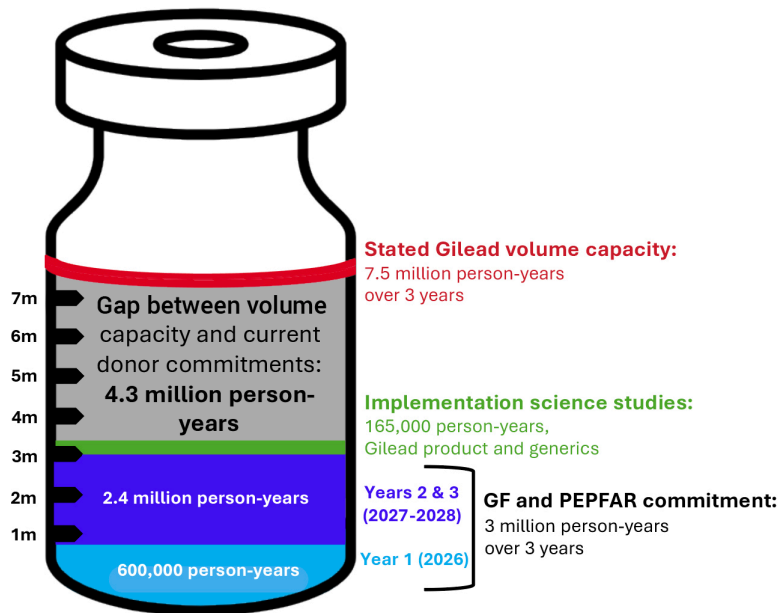 Stated Gilead volume capacity:
7.5 million person-years
over 3 years
7m
6m
5m
4m
3m
2m
1m
Gap between volume
capacity and current
donor commitments:
4.3 million person-
years
Implementation science studies:
165,000 person-years,
Gilead product and generics
2.4 million person-years
Years 2 & 3
(2027-2028)
GF and PEPFAR commitment:
3 million person-years
over 3 years
600,000 person-years
Year 1 (2026)